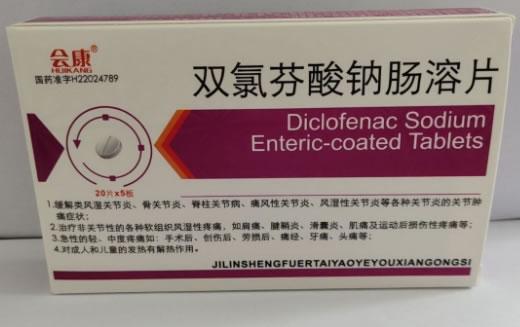 会康®
HUIKANG
国药准字H22024789
双氯芬酸钠肠溶片
Diclofenac Sodium
Enteric-coated Tablets
20片x5板
1.缓解类风湿关节炎、骨关节炎、脊柱关节病、痛风性关节炎、风湿性关节炎等各种关节炎的关节肿
痛症状；
2.治疗非关节性的各种软组织风湿性疼痛，如肩痛、腱鞘炎、滑囊炎、肌痛及运动后损伤性疼痛等；
3.急性的轻、中度疼痛如：手术后、创伤后、劳损后、痛经、牙痛、头痛等；
4.对成人和儿童的发热有解热作用。
JILINSHENGFUERTAIYAOYEYOUXIANGONGSI